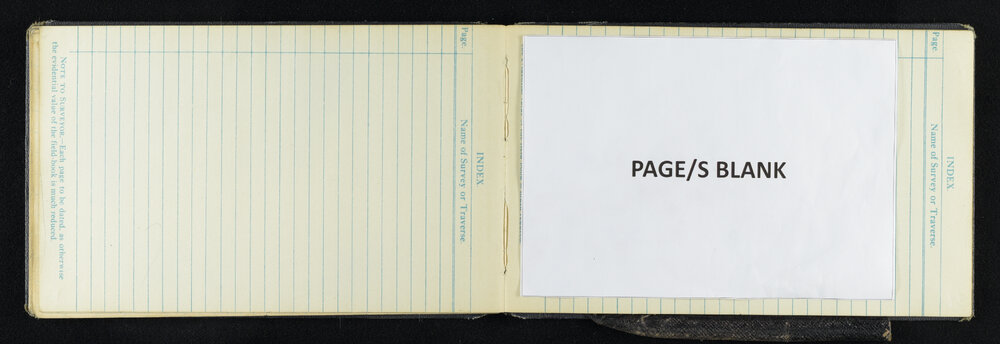 INDEX
Page.
Name of Survey or Traverse.
NOTE TO SURVEYOR.—Each page to be dated, as otherwise
the evidential value of the field-book is much reduced.
PAGE/S BLANK
INDEX
Page.
Name of Survey or Traverse.